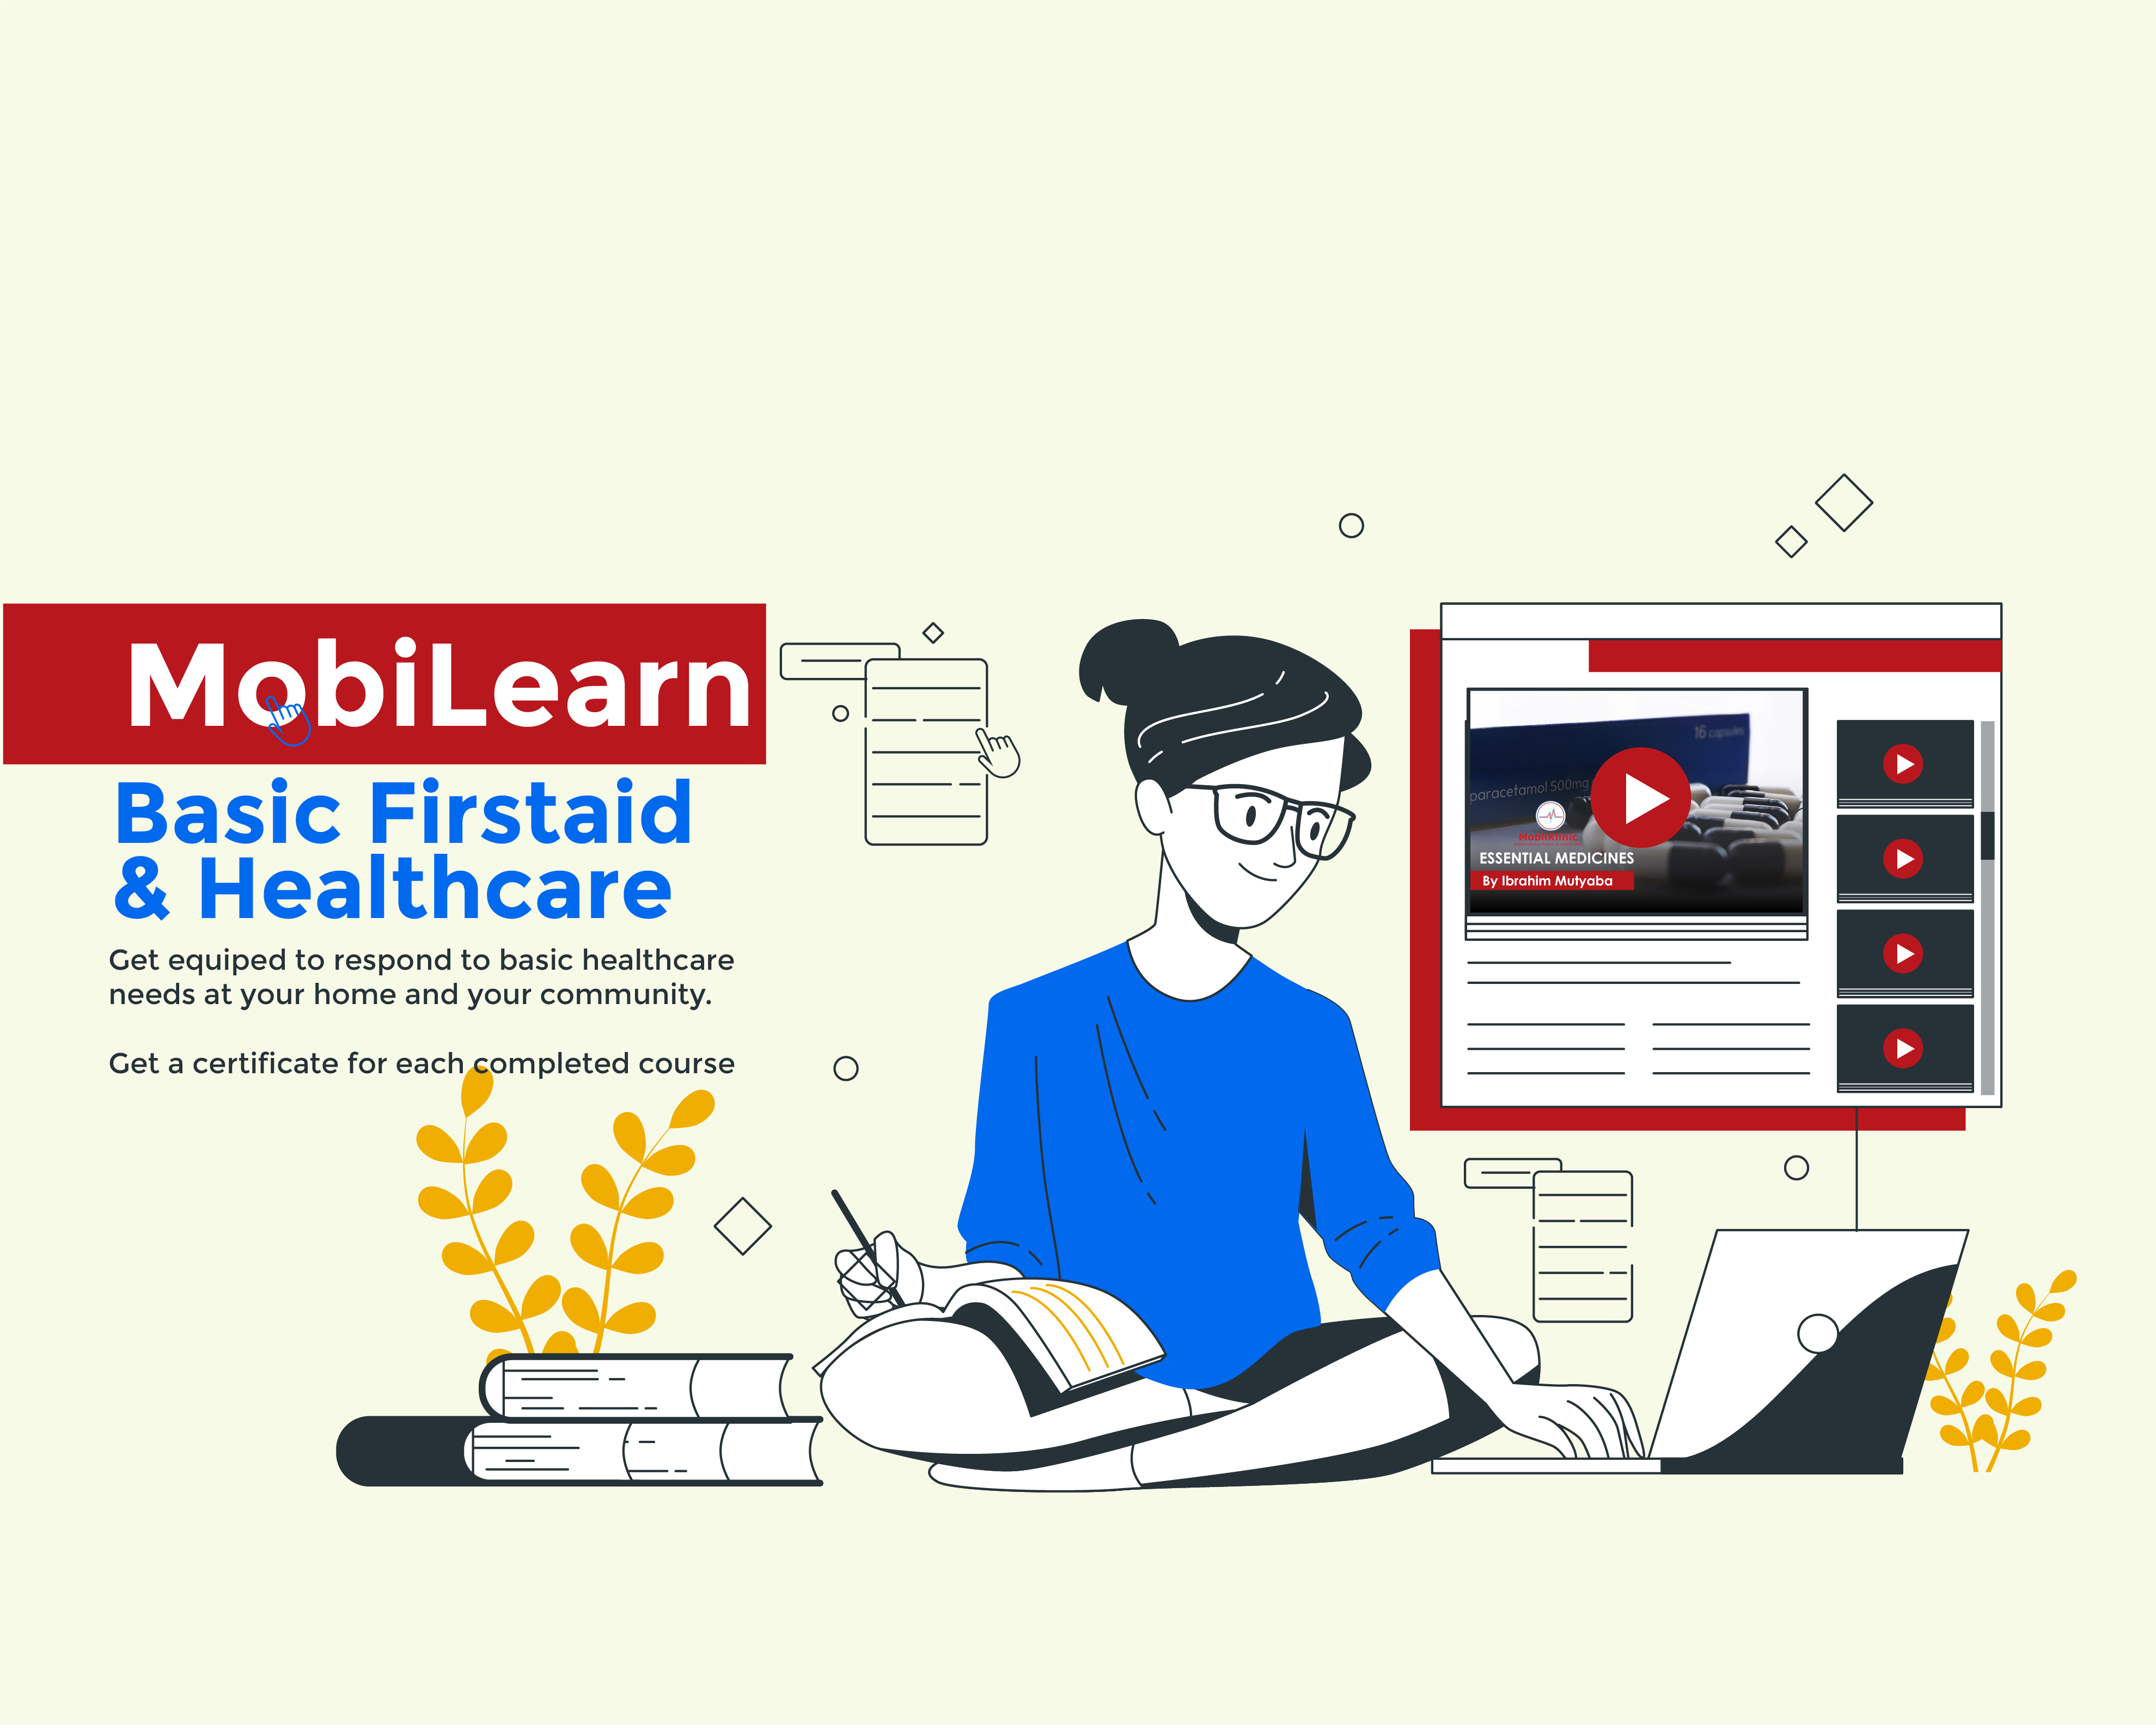 MobiLearn
Basic Firstaid
& Healthcare
Get equiped to respond to basic healthcare
needs at your home and your community.
Get a certificate for each completed course
16 capsules
paracetamol 500mg
MobiKlinic
ESSENTIAL MEDICINES
By Ibrahim Mutyaba